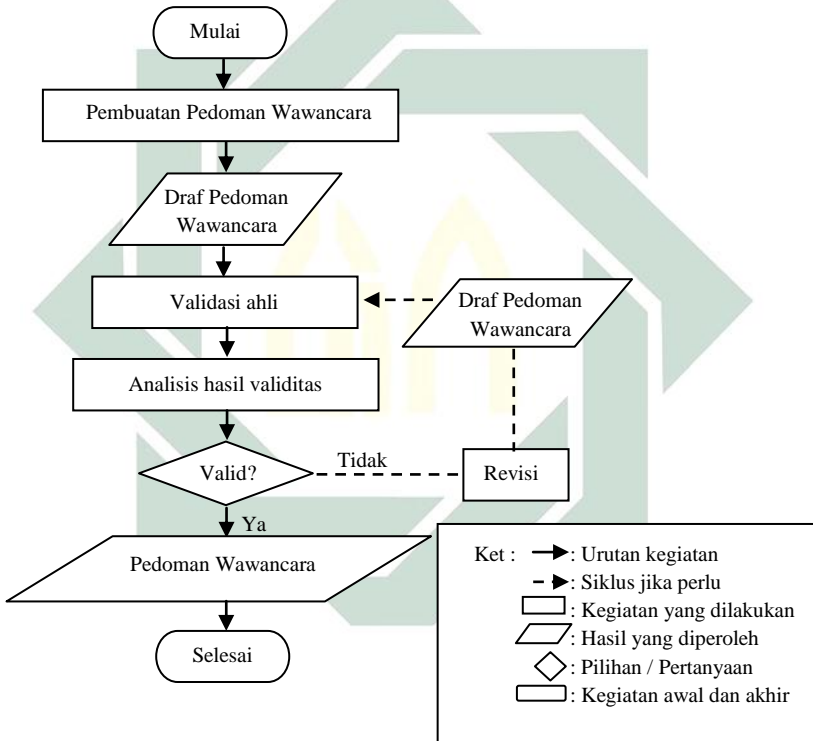 Mulai
Pembuatan Pedoman Wawancara
Draf Pedoman
Wawancara
Validasi ahli
Draf Pedoman
Wawancara
Analisis hasil validitas
Valid?
Tidak
Revisi
Ya
Pedoman Wawancara
Selesai
Ket :
: Urutan kegiatan
: Siklus jika perlu
: Kegiatan yang dilakukan
: Hasil yang diperoleh
: Pilihan / Pertanyaan
: Kegiatan awal dan akhir